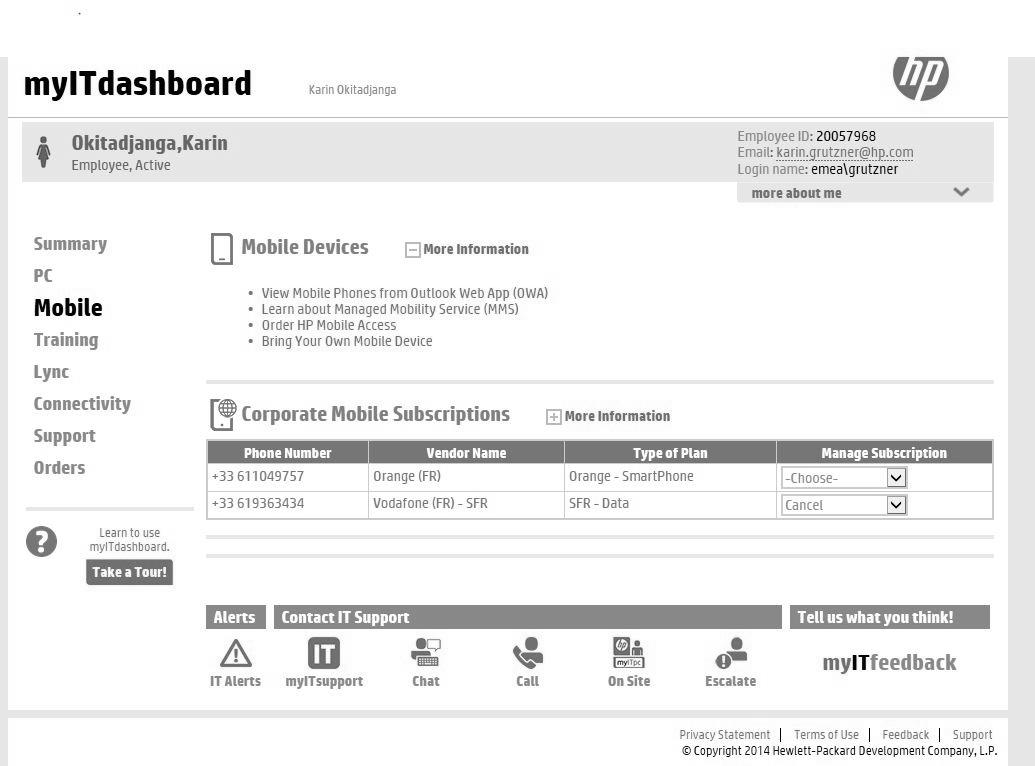 myITdashboard
Karin Okitadjanga
hp
Okitadjanga,Karin
Employee, Active
Employee ID: 20057968
Email: karin.grutzner@hp.com
Login name: emea\grutzner
more about me
Summary
PC
Mobile
Training
Lync
Connectivity
Support
Orders
? Learn to use
myITdashboard.
Take a Tour!
Mobile Devices
More Information
• View Mobile Phones from Outlook Web App (OWA)
• Learn about Managed Mobility Service (MMS)
• Order HP Mobile Access
• Bring Your Own Mobile Device
Corporate Mobile Subscriptions
More Information
Phone Number Vendor Name Type of Plan Manage Subscription
+33 611049757 Orange (FR) Orange - SmartPhone -Choose-
+33 619363434 Vodafone (FR) - SFR SFR - Data Cancel
Alerts Contact IT Support Tell us what you think!
IT
hp
myITpc
IT Alerts myITsupport Chat Call On Site Escalate
myITfeedback
Privacy Statement | Terms of Use | Feedback | Support
© Copyright 2014 Hewlett-Packard Development Company, L.P.